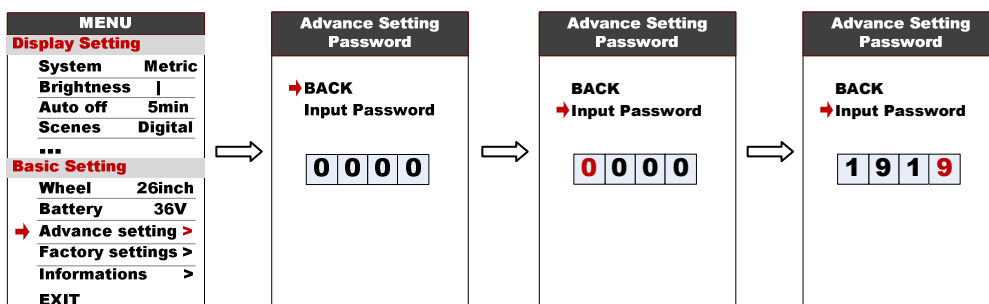 MENU
Display Setting
System Metric
Brightness |
Auto off 5min
Scenes Digital
...
Basic Setting
Wheel 26inch
Battery 36V
Advance setting >
Factory settings >
Informations >
EXIT
Advance Setting
Password
BACK
Input Password
0 0 0 0
Advance Setting
Password
BACK
Input Password
0 0 0 0
Advance Setting
Password
BACK
Input Password
1 9 1 9